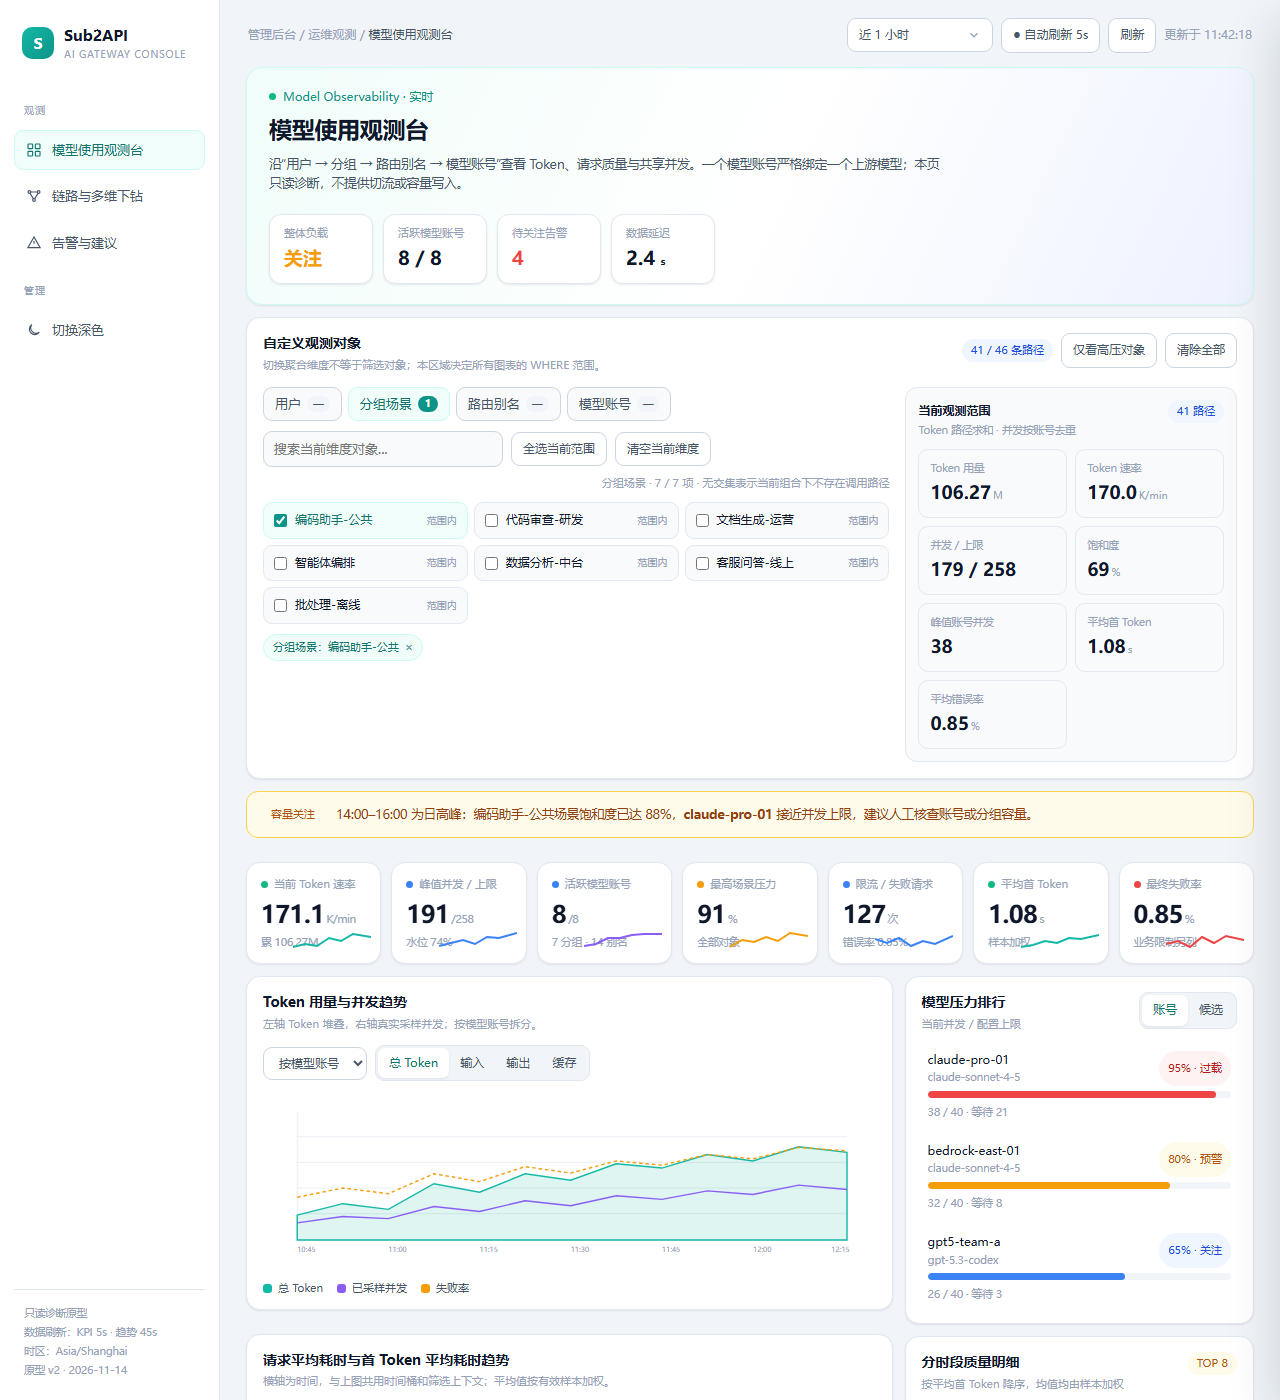 S
Sub2API
AI GATEWAY CONSOLE
观测
模型使用观测台
链路与多维下钻
告警与建议
管理
切换深色
只读诊断原型
数据刷新：KPI 5s · 趋势 45s
时区：Asia/Shanghai
原型 v2 · 2026-11-14
管理后台 / 运维观测 / 模型使用观测台
近 1 小时
● 自动刷新 5s
刷新
更新于 11:42:18
Model Observability · 实时
模型使用观测台
沿“用户 → 分组 → 路由别名 → 模型账号”查看 Token、请求质量与共享并发。一个模型账号严格绑定一个上游模型；本页
只读诊断，不提供切流或容量写入。
整体负载
关注
活跃模型账号
8 / 8
待关注告警
4
数据延迟
2.4 s
自定义观测对象
切换聚合维度不等于筛选对象；本区域决定所有图表的 WHERE 范围。
41 / 46 条路径
仅看高压对象
清除全部
用户 —
分组场景 1
路由别名 —
模型账号 —
搜索当前维度对象...
全选当前范围
清空当前维度
分组场景 · 7 / 7 项 · 无交集表示当前组合下不存在调用路径
编码助手-公共 范围内
代码审查-研发 范围内
文档生成-运营 范围内
智能体编排 范围内
数据分析-中台 范围内
客服问答-线上 范围内
批处理-离线 范围内
分组场景：编码助手-公共 ×
当前观测范围
41 路径
Token 路径求和 · 并发按账号去重
Token 用量
106.27 M
Token 速率
170.0 K/min
并发 / 上限
179 / 258
饱和度
69 %
峰值账号并发
38
平均首 Token
1.08 s
平均错误率
0.85 %
容量关注
14:00–16:00 为日高峰：编码助手-公共场景饱和度已达 88%，claude-pro-01 接近并发上限，建议人工核查账号或分组容量。
当前 Token 速率
171.1 K/min
累 106.27M
峰值并发 / 上限
191 /258
水位 74%
活跃模型账号
8 /8
7 分组 · 14 别名
最高场景压力
91 %
全部对象
限流 / 失败请求
127 次
错误率 0.85%
平均首 Token
1.08 s
样本加权
最终失败率
0.85 %
业务限制另列
Token 用量与并发趋势
左轴 Token 堆叠，右轴真实采样并发；按模型账号拆分。
按模型账号
总 Token
输入
输出
缓存
10:45
11:00
11:15
11:30
11:45
12:00
12:15
总 Token
已采样并发
失败率
模型压力排行
当前并发 / 配置上限
账号
候选
claude-pro-01
claude-sonnet-4-5
95% · 过载
38 / 40 · 等待 21
bedrock-east-01
claude-sonnet-4-5
80% · 预警
32 / 40 · 等待 8
gpt5-team-a
gpt-5.3-codex
65% · 关注
26 / 40 · 等待 3
请求平均耗时与首 Token 平均耗时趋势
横轴为时间，与上图共用时间桶和筛选上下文；平均值按有效样本加权。
分时段质量明细
TOP 8
按平均首 Token 降序，均值均由样本加权